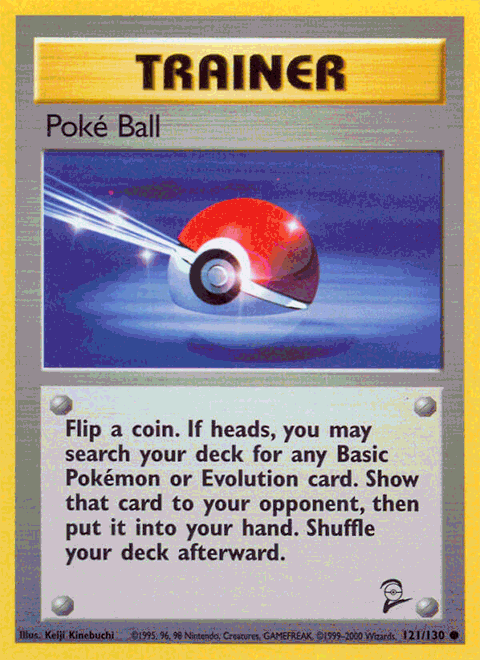 TRAINER
Poké Ball
Flip a coin. If heads, you may
search your deck for any Basic
Pokémon or Evolution card. Show
that card to your opponent, then
put it into your hand. Shuffle
your deck afterward.
Illus. Keiji Kinebuchi ©1995, 96, 98 Nintendo, Creatures, GAMEFREAK. ©1999-2000 Wizards. 121/130 ●